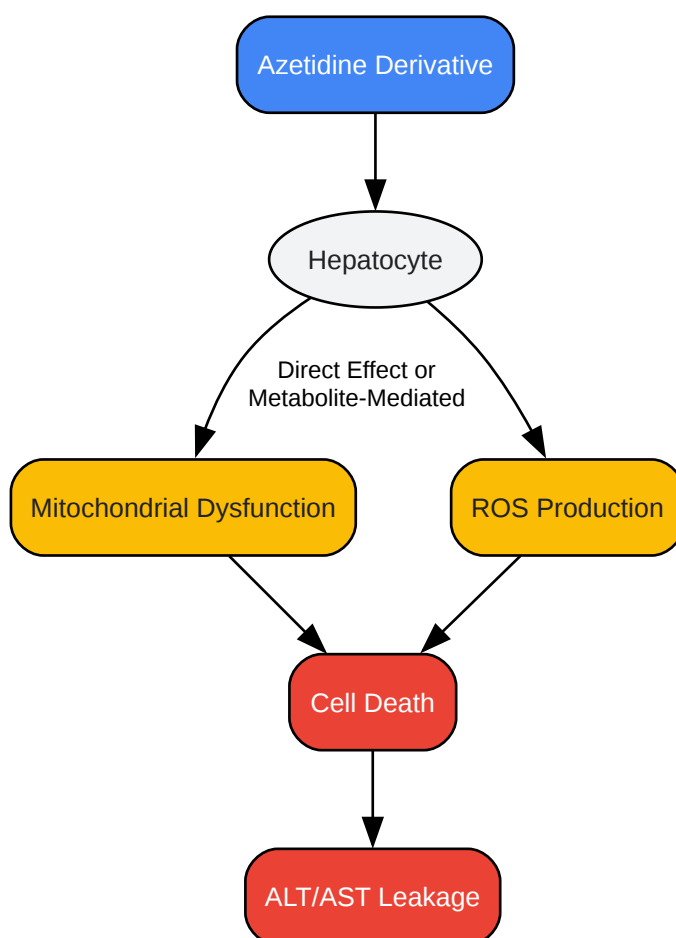 Azetidine Derivative
Hepatocyte
Direct Effect or
Metabolite-Mediated
Mitochondrial Dysfunction
ROS Production
Cell Death
ALT/AST Leakage